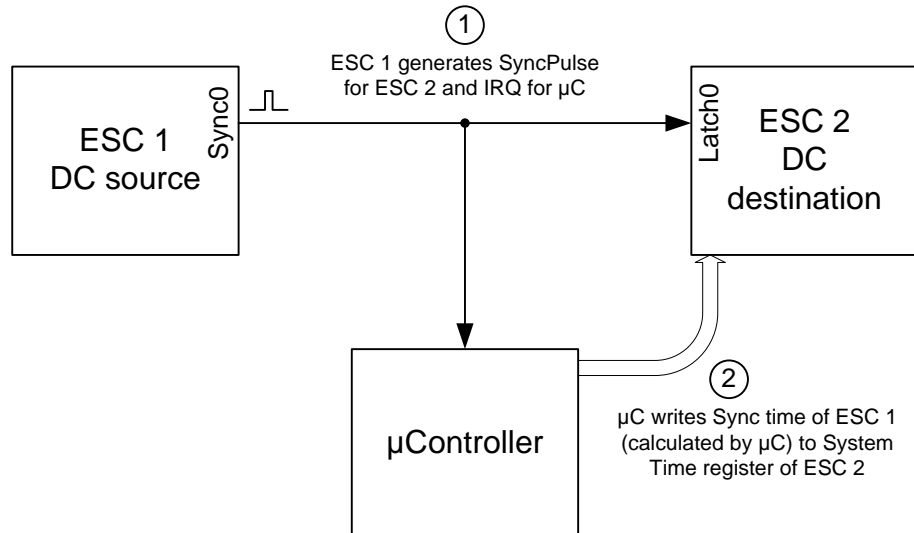 1
ESC 1 generates SyncPulse
for ESC 2 and IRQ for µC
ESC 1
DC source
Sync0
Latch0
ESC 2
DC
destination
µController
2
µC writes Sync time of ESC 1
(calculated by µC) to System
Time register of ESC 2